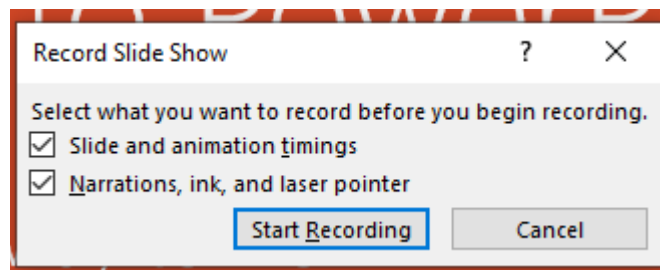 Record Slide Show ?
Select what you want to record before you begin recording.
Slide and animation timings
Narrations, ink, and laser pointer
Start Recording Cancel